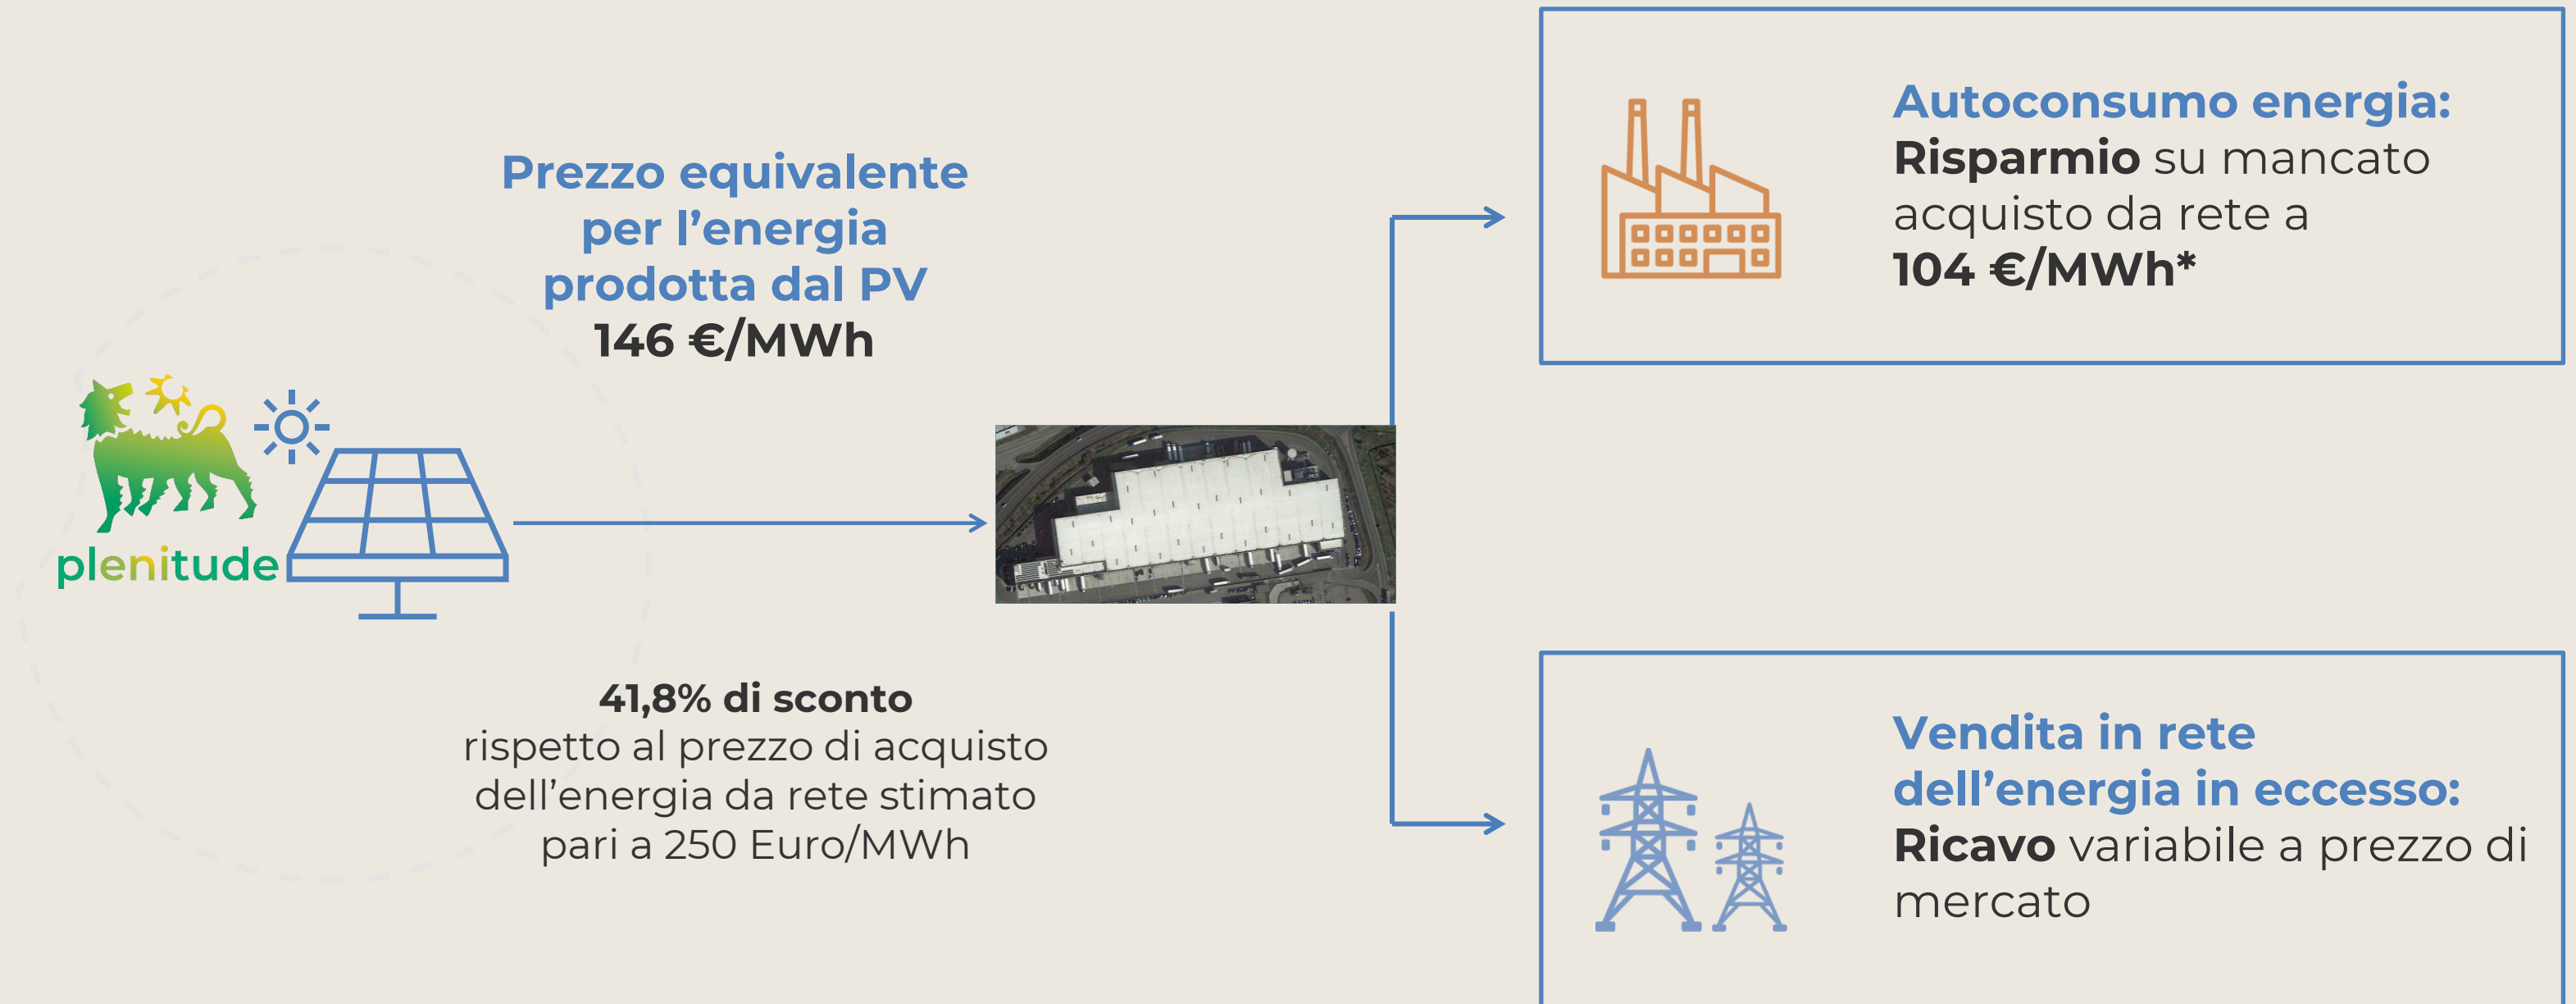 Prezzo equivalente
per l’energia
prodotta dal PV
146 €/MWh
plenitude
41,8% di sconto
rispetto al prezzo di acquisto
dell’energia da rete stimato
pari a 250 Euro/MWh
Autoconsumo energia:
Risparmio su mancato
acquisto da rete a
104 €/MWh*
Vendita in rete
dell’energia in eccesso:
Ricavo variabile a prezzo di
mercato